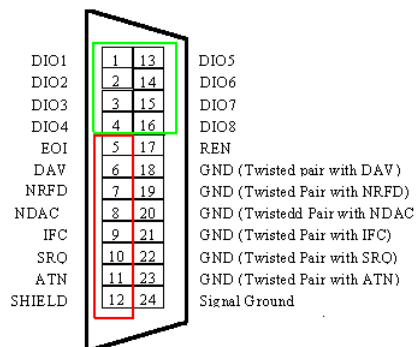 DIO1 1 13 DIO5
DIO2 2 14 DIO6
DIO3 3 15 DIO7
DIO4 4 16 DIO8
EOI 5 17 REN
DAV 6 18 GND (Twisted pair with DAV)
NRFD 7 19 GND (Twisted Pair with NRFD)
NDAC 8 20 GND (Twistedd Pair with NDAC
IFC 9 21 GND (Twisted Pair with IFC)
SRQ 10 22 GND (Twisted Pair with SRQ)
ATN 11 23 GND (Twisted Pair with ATN)
SHIELD 12 24 Signal Ground